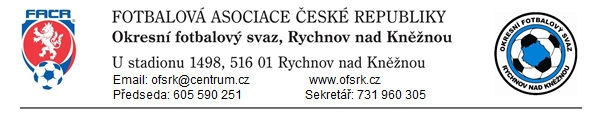 FACR
FOTBALOVÁ ASOCIACE ČESKÉ REPUBLIKY
Okresní fotbalový svaz, Rychnov nad Kněžnou
U stadionu 1498, 516 01 Rychnov nad Kněžnou
Email: ofsrk@centrum.cz www.ofsrk.cz
Předseda: 605 590 251 Sekretář: 731 960 305
OKRESNÍ FOTBALOVÝ SVAZ
RYCHNOV NAD KNĚŽNOU